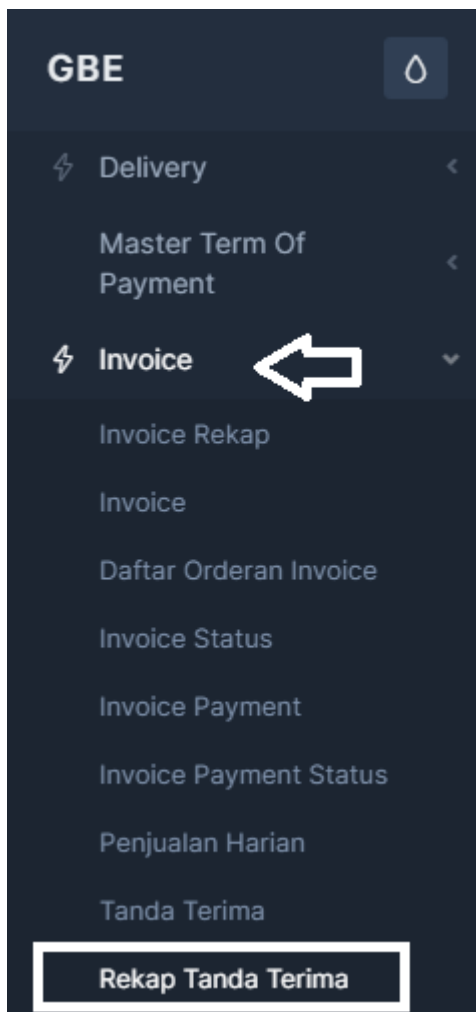 GBE
Delivery
Master Term Of
Payment
Invoice
Invoice Rekap
Invoice
Daftar Orderan Invoice
Invoice Status
Invoice Payment
Invoice Payment Status
Penjualan Harian
Tanda Terima
Rekap Tanda Terima